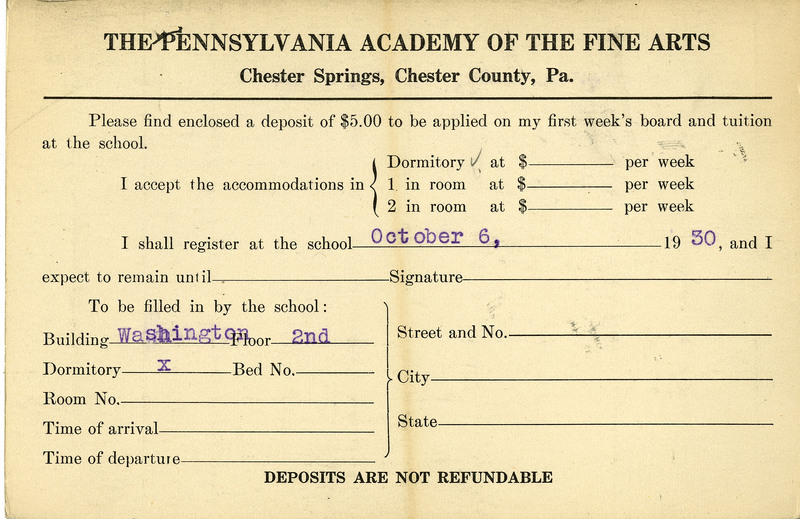 THE PENNSYLVANIA ACADEMY OF THE FINE ARTS
Chester Springs, Chester County, Pa.
Please find enclosed a deposit of $5.00 to be applied on my first week's board and tuition
at the school.
Dormitory ✓ at $ per week
I accept the accommodations in { 1 in room at $ per week
2 in room at $ per week
I shall register at the school October 6, 19 30, and I
expect to remain until Signature
To be filled in by the school:
Building Washington Floor 2nd
Street and No.
Dormitory x Bed No.
City
Room No.
State
Time of arrival
Time of departure
DEPOSITS ARE NOT REFUNDABLE